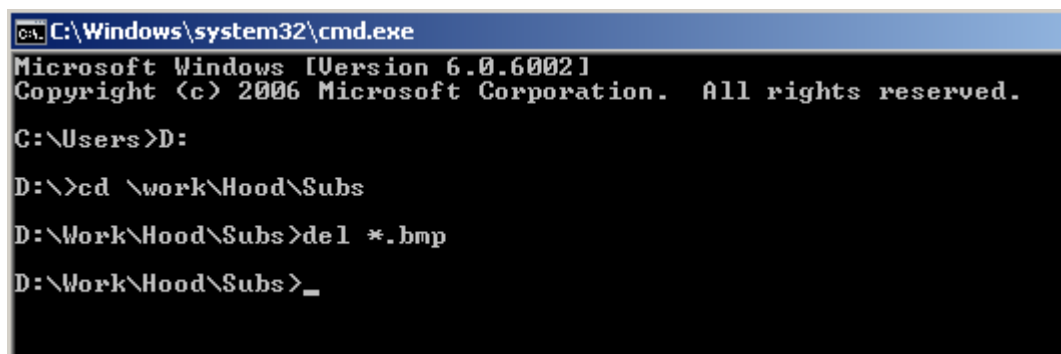 C:\Windows\system32\cmd.exe
Microsoft Windows [Version 6.0.6002]
Copyright (c) 2006 Microsoft Corporation.  All rights reserved.
C:\Users>D:
D:\>cd \work\Hood\Subs
D:\Work\Hood\Subs>del *.bmp
D:\Work\Hood\Subs>_